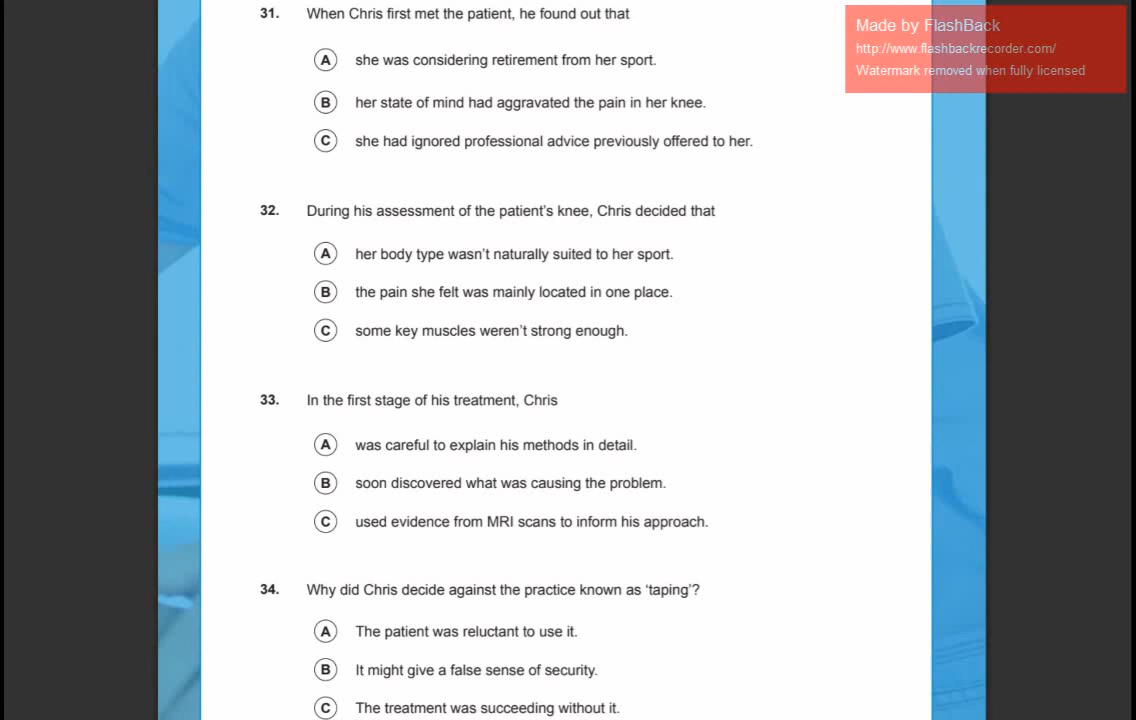 31. When Chris first met the patient, he found out that
A she was considering retirement from her sport.
B her state of mind had aggravated the pain in her knee.
C she had ignored professional advice previously offered to her.
32. During his assessment of the patient's knee, Chris decided that
A her body type wasn't naturally suited to her sport.
B the pain she felt was mainly located in one place.
C some key muscles weren't strong enough.
33. In the first stage of his treatment, Chris
A was careful to explain his methods in detail.
B soon discovered what was causing the problem.
C used evidence from MRI scans to inform his approach.
34. Why did Chris decide against the practice known as 'taping'?
A The patient was reluctant to use it.
B It might give a false sense of security.
C The treatment was succeeding without it.
Made by FlashBack
http://www.flashbackrecorder.com/
Watermark removed when fully licensed